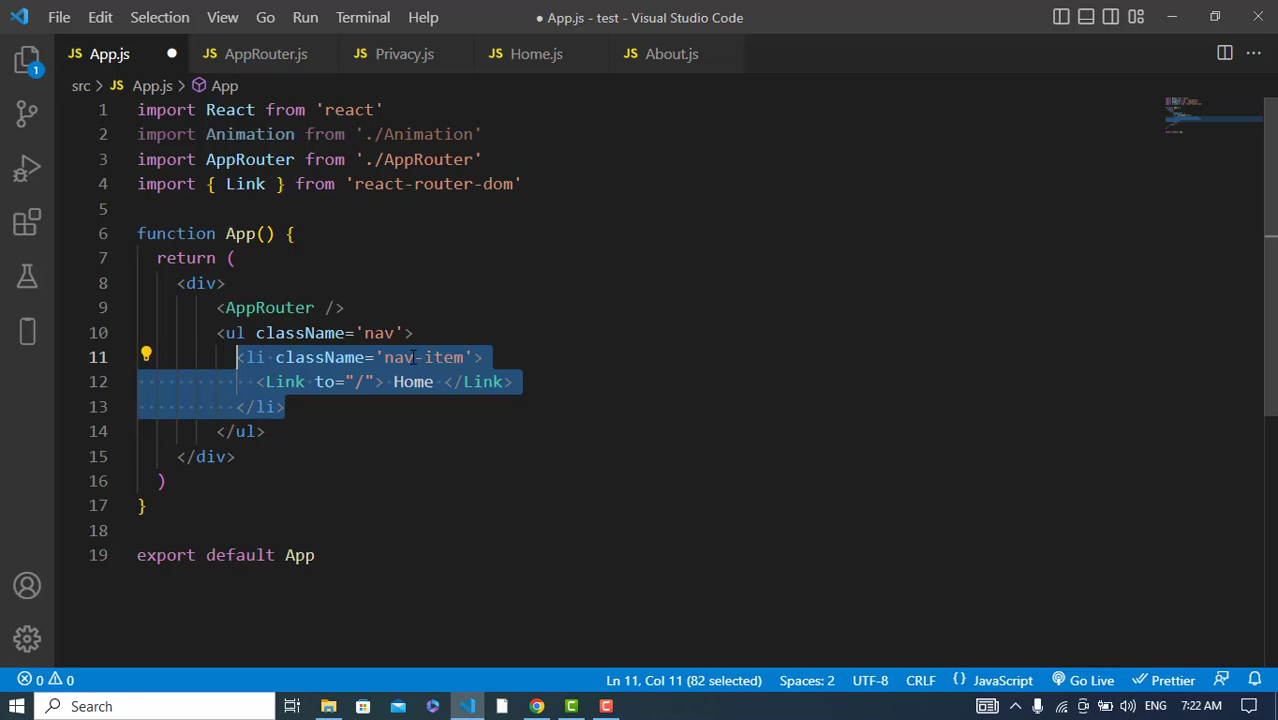 File Edit Selection View Go Run Terminal Help ● App.js - test - Visual Studio Code
JS App.js ● JS AppRouter.js JS Privacy.js JS Home.js JS About.js ···
1
src > JS App.js > App
1 import React from 'react'
2 import Animation from './Animation'
3 import AppRouter from './AppRouter'
4 import { Link } from 'react-router-dom'
5
6 function App() {
7 return (
8 <div>
9 <AppRouter />
10 <ul className='nav'>
11 <li className='nav-item'>
12 <Link to="/"> Home </Link>
13 </li>
14 </ul>
15 </div>
16 )
17 }
18
19 export default App
0 0 Ln 11, Col 11 (82 selected) Spaces: 2 UTF-8 CRLF {} JavaScript Go Live Prettier
Search ENG 7:22 AM